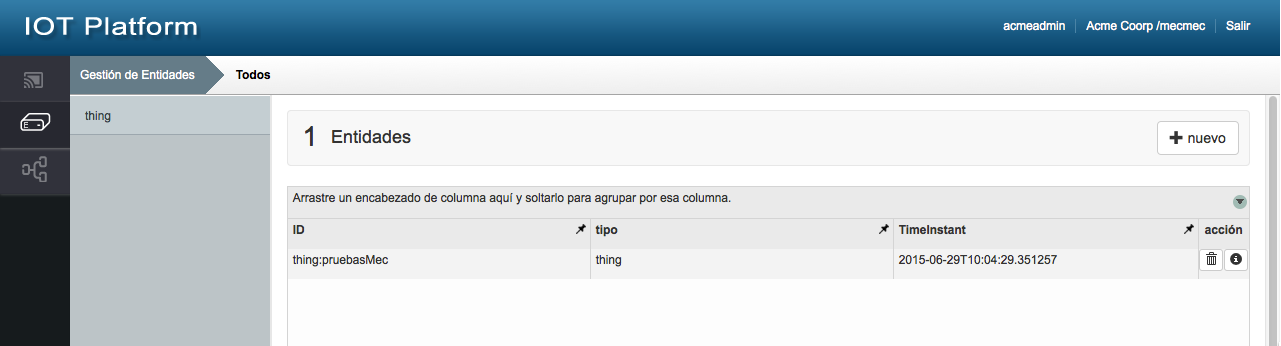 IOT Platform
acmeadmin
Acme Coorp /mecmec
Salir
Gestión de Entidades
Todos
thing
1 Entidades
nuevo
Arrastre un encabezado de columna aquí y soltarlo para agrupar por esa columna.
ID tipo TimeInstant acción
thing:pruebasMec thing 2015-06-29T10:04:29.351257